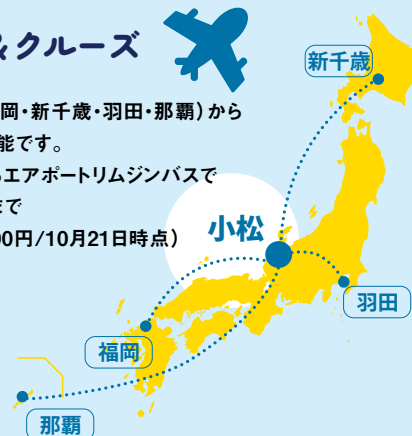 &クルーズ
岡・新千歳・羽田・那覇)から
能です。
エアポートリムジンバスで
まで
00円/10月21日時点)
新千歳
小松
羽田
福岡
那覇